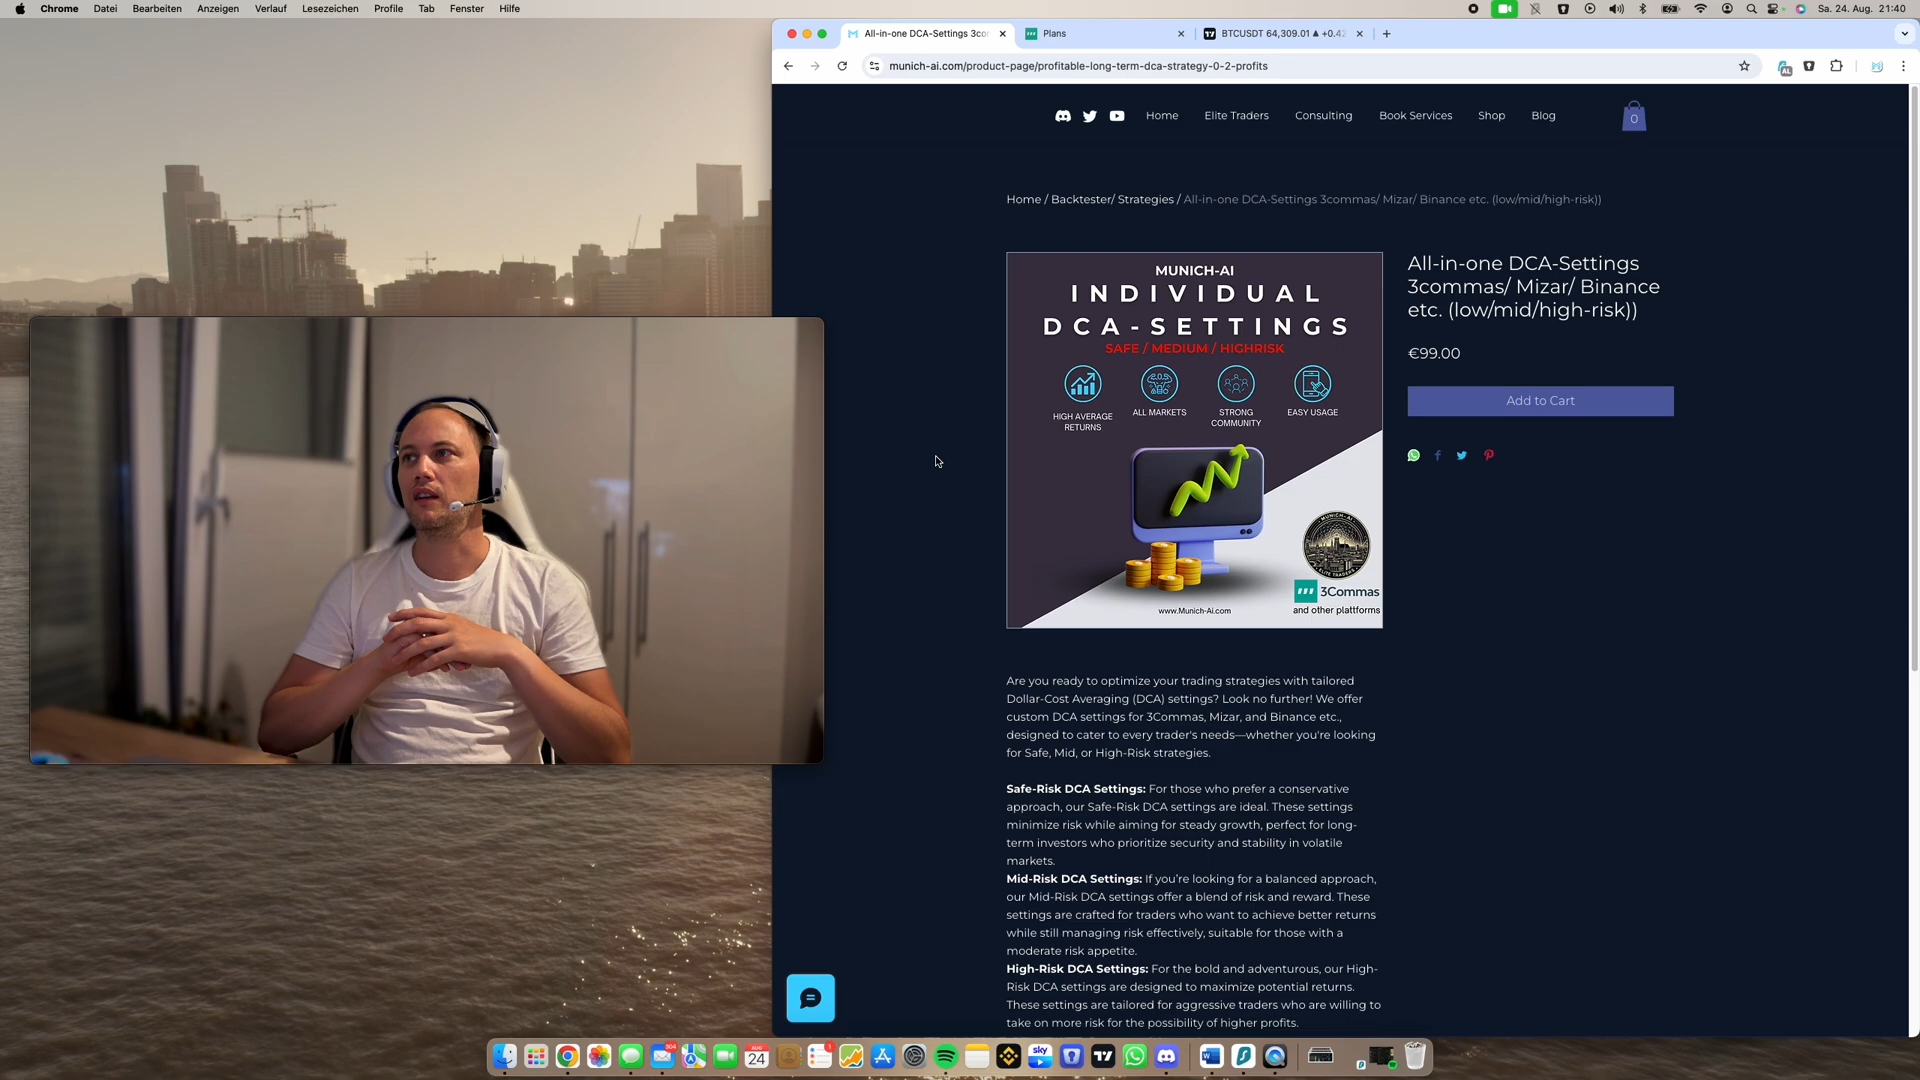 Chrome Datei Bearbeiten Anzeigen Verlauf Lesezeichen Profile Tab Fenster Hilfe
Sa. 24. Aug. 21:40
All-in-one DCA-Settings 3co
Plans
BTCUSDT 64,309.01 ▲ +0.42
munich-ai.com/product-page/profitable-long-term-dca-strategy-0-2-profits
AL
Home Elite Traders Consulting Book Services Shop Blog
0
Home / Backtester/ Strategies / All-in-one DCA-Settings 3commas/ Mizar/ Binance etc. (low/mid/high-risk))
MUNICH-AI
INDIVIDUAL
DCA-SETTINGS
SAFE / MEDIUM / HIGHRISK
HIGH AVERAGE
RETURNS
ALL MARKETS
STRONG
COMMUNITY
EASY USAGE
MUNICH-AI
ELITE TRADERS
3Commas
and other plattforms
www.Munich-Ai.com
All-in-one DCA-Settings
3commas/ Mizar/ Binance
etc. (low/mid/high-risk))
€99.00
Add to Cart
Are you ready to optimize your trading strategies with tailored
Dollar-Cost Averaging (DCA) settings? Look no further! We offer
custom DCA settings for 3Commas, Mizar, and Binance etc.,
designed to cater to every trader's needs—whether you're looking
for Safe, Mid, or High-Risk strategies.
Safe-Risk DCA Settings: For those who prefer a conservative
approach, our Safe-Risk DCA settings are ideal. These settings
minimize risk while aiming for steady growth, perfect for long-
term investors who prioritize security and stability in volatile
markets.
Mid-Risk DCA Settings: If you’re looking for a balanced approach,
our Mid-Risk DCA settings offer a blend of risk and reward. These
settings are crafted for traders who want to achieve better returns
while still managing risk effectively, suitable for those with a
moderate risk appetite.
High-Risk DCA Settings: For the bold and adventurous, our High-
Risk DCA settings are designed to maximize potential returns.
These settings are tailored for aggressive traders who are willing to
take on more risk for the possibility of higher profits.
304
AUG
24
1
sky